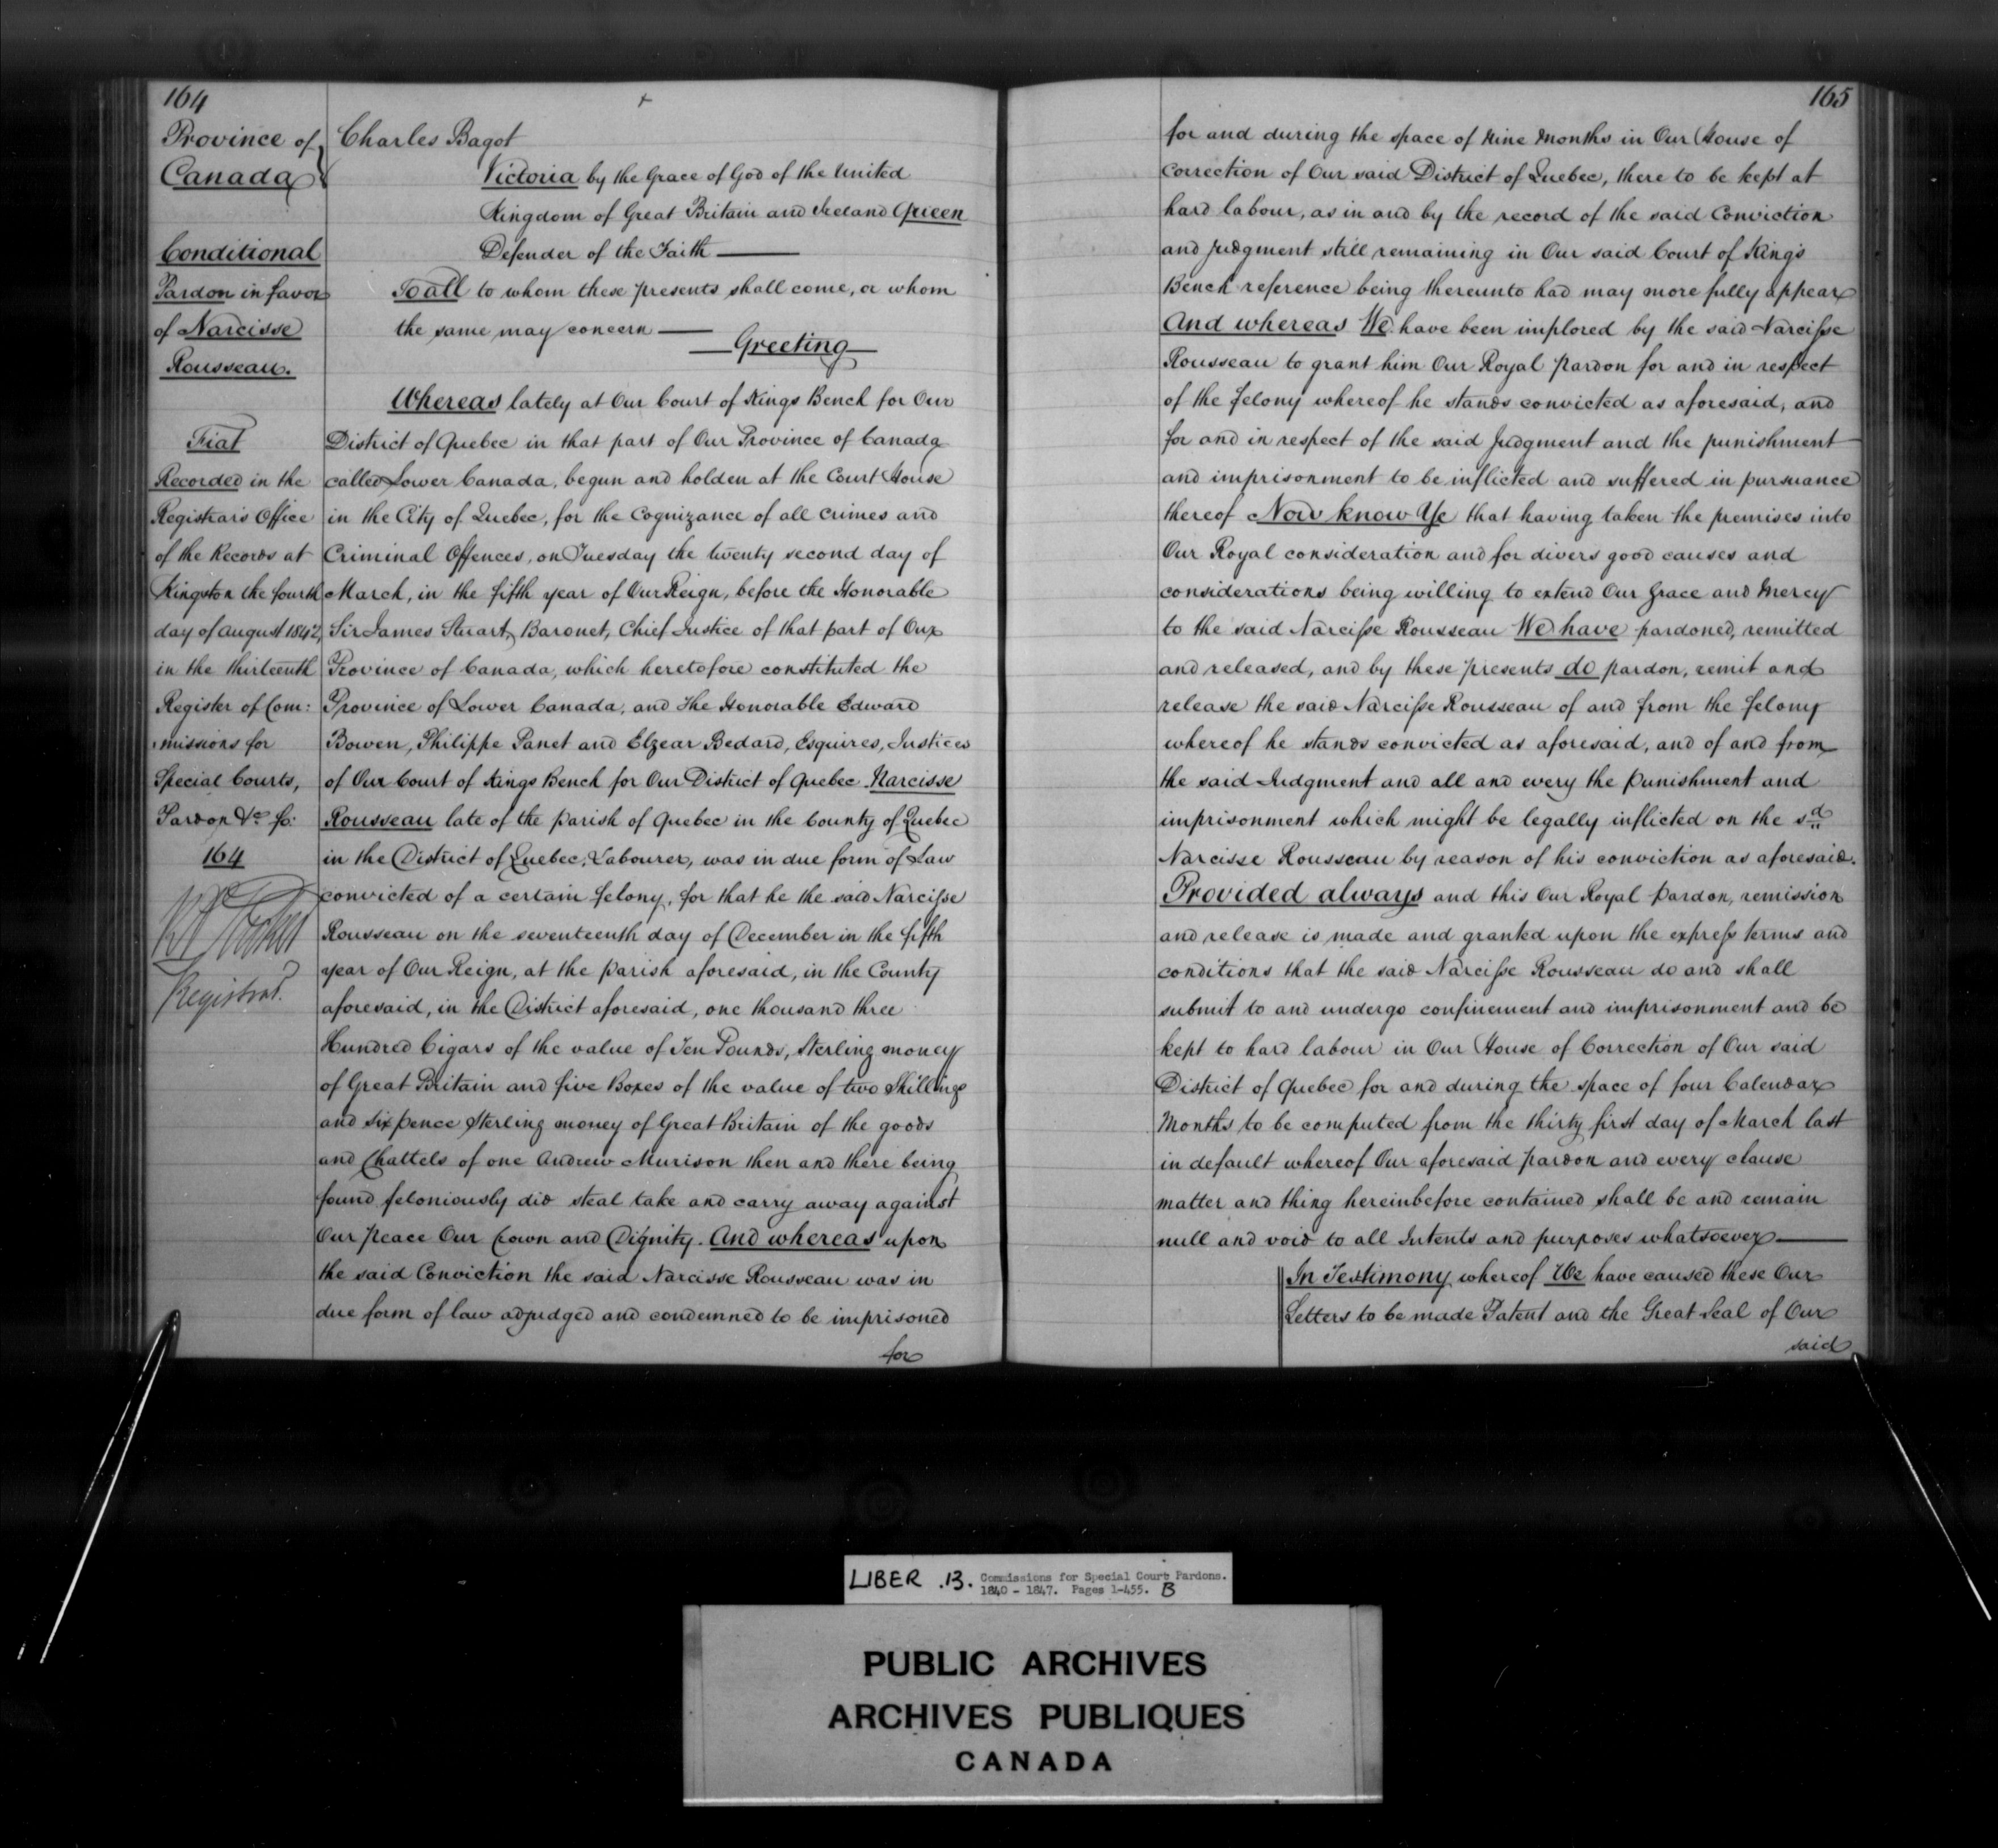 164
Province of
Canada
Conditional
Pardon in favor
of Narcisse
Rousseau.
Fiat
Recorded in the
Registrars Office
of the Records at
Kingston the fourth
day of August 1842,
in the thirteenth
Register of Com:
missions for
Special Courts,
Pardon &c fo:
164
Registrar.
Charles Bagot
Victoria by the Grace of God of the United
Kingdom of Great Britain and Ireland Queen
Defender of the Faith
To all to whom these presents shall come, or whom
the same may concern
Greeting
Whereas lately at Our Court of Kings Bench for Our
District of Quebec in that part of Our Province of Canada
called Lower Canada, begun and holden at the Court House
in the City of Quebec, for the Cognizance of all Crimes and
Criminal Offences, on Tuesday the twenty second day of
March, in the fifth year of Our Reign, before the Honorable
Sir James Stuart, Baronet, Chief Justice of that part of Our
Province of Canada, which heretofore constituted the
Province of Lower Canada, and the Honorable Edward
Bowen, Philippe Panet and Elzear Bedard, Esquires, Justices
of Our Court of Kings Bench for Our District of Quebec Narcisse
Rousseau late of the parish of Quebec in the County of Quebec
in the District of Quebec, Labourer, was in due form of Law
convicted of a certain felony, for that he the said Narcisse
Rousseau on the seventeenth day of December in the fifth
year of Our Reign, at the parish aforesaid, in the County
aforesaid, in the District aforesaid, one thousand three
Hundred Cigars of the value of Ten Pounds, Sterling money
of Great Britain and five Boxes of the value of two Shillings
and sixpence Sterling money of Great Britain of the goods
and Chattels of one Andrew Murison then and there being
found feloniously did steal take and carry away against
Our peace Our Crown and Dignity. And whereas upon
the said Conviction the said Narcisse Rousseau was in
due form of law adjudged and condemned to be imprisoned
for
165
for and during the space of Nine Months in Our House of
Correction of Our said District of Quebec, there to be kept at
hard labour, as in and by the record of the said Conviction
and Judgment still remaining in Our said Court of Kings
Bench reference being thereunto had may more fully appear
And whereas We have been implored by the said Narcisse
Rousseau to grant him Our Royal pardon for and in respect
of the felony whereof he stands convicted as aforesaid, and
for and in respect of the said Judgment and the punishment
and imprisonment to be inflicted and suffered in pursuance
thereof Now know Ye that having taken the premises into
Our Royal consideration and for divers good causes and
considerations being willing to extend Our Grace and Mercy
to the said Narcisse Rousseau We have pardoned, remitted
and released, and by these presents do pardon, remit and
release the said Narcisse Rousseau of and from the felony
whereof he stands convicted as aforesaid, and of and from
the said Judgment and all and every the punishment and
imprisonment which might be legally inflicted on the sd
Narcisse Rousseau by reason of his conviction as aforesaid.
Provided always and this Our Royal pardon, remission
and release is made and granted upon the express terms and
conditions that the said Narcisse Rousseau do and shall
submit to and undergo confinement and imprisonment and be
kept to hard labour in Our House of Correction of Our said
District of Quebec for and during the space of four Calendar
Months to be computed from the thirty first day of March last
in default whereof Our aforesaid pardon and every clause
matter and thing hereinbefore contained shall be and remain
null and void to all Intents and purposes whatsoever
In Testimony whereof We have caused these Our
Letters to be made Patent and the Great Seal of Our
said
LIBER .13. Commissions for Special Court Pardons.
1840 - 1847. Pages 1-455. B
PUBLIC ARCHIVES
ARCHIVES PUBLIQUES
CANADA